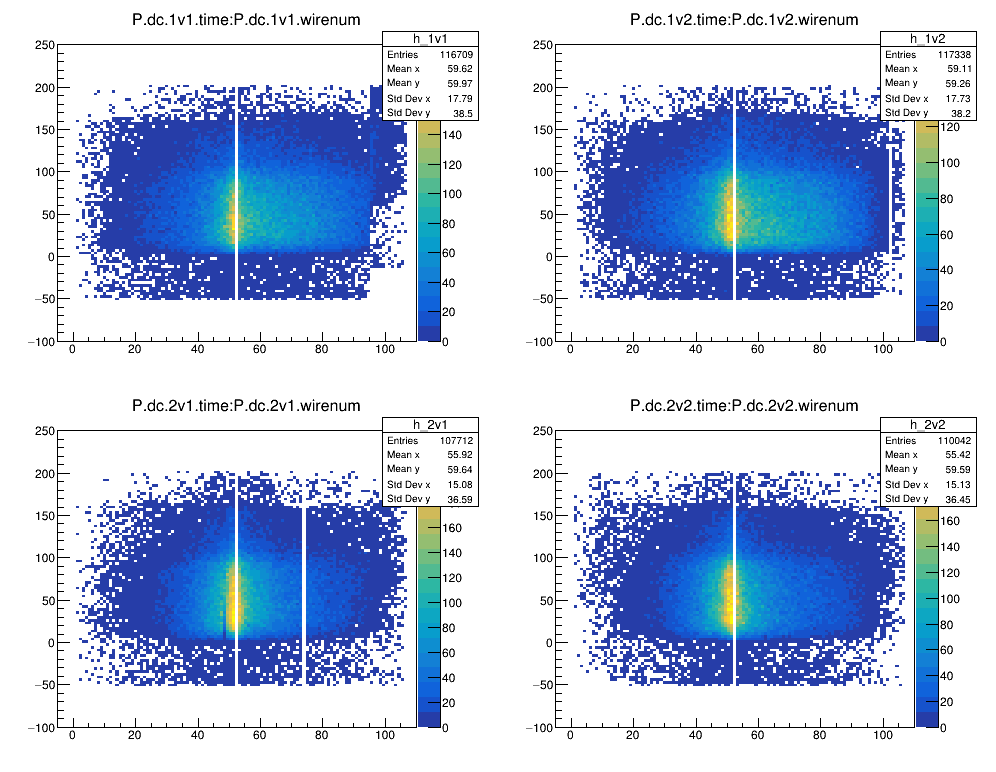 P.dc.1v1.time:P.dc.1v1.wirenum
h_1v1
Entries 116709
Mean x 59.62
Mean y 59.97
Std Dev x 17.79
Std Dev y 38.5
250
200
150
100
50
0
−50
−100
0 20 40 60 80 100
140
120
100
80
60
40
20
0
P.dc.1v2.time:P.dc.1v2.wirenum
h_1v2
Entries 117338
Mean x 59.11
Mean y 59.26
Std Dev x 17.73
Std Dev y 38.2
250
200
150
100
50
0
−50
−100
0 20 40 60 80 100
120
100
80
60
40
20
0
P.dc.2v1.time:P.dc.2v1.wirenum
h_2v1
Entries 107712
Mean x 55.92
Mean y 59.64
Std Dev x 15.08
Std Dev y 36.59
250
200
150
100
50
0
−50
−100
0 20 40 60 80 100
160
140
120
100
80
60
40
20
0
P.dc.2v2.time:P.dc.2v2.wirenum
h_2v2
Entries 110042
Mean x 55.42
Mean y 59.59
Std Dev x 15.13
Std Dev y 36.45
250
200
150
100
50
0
−50
−100
0 20 40 60 80 100
160
140
120
100
80
60
40
20
0